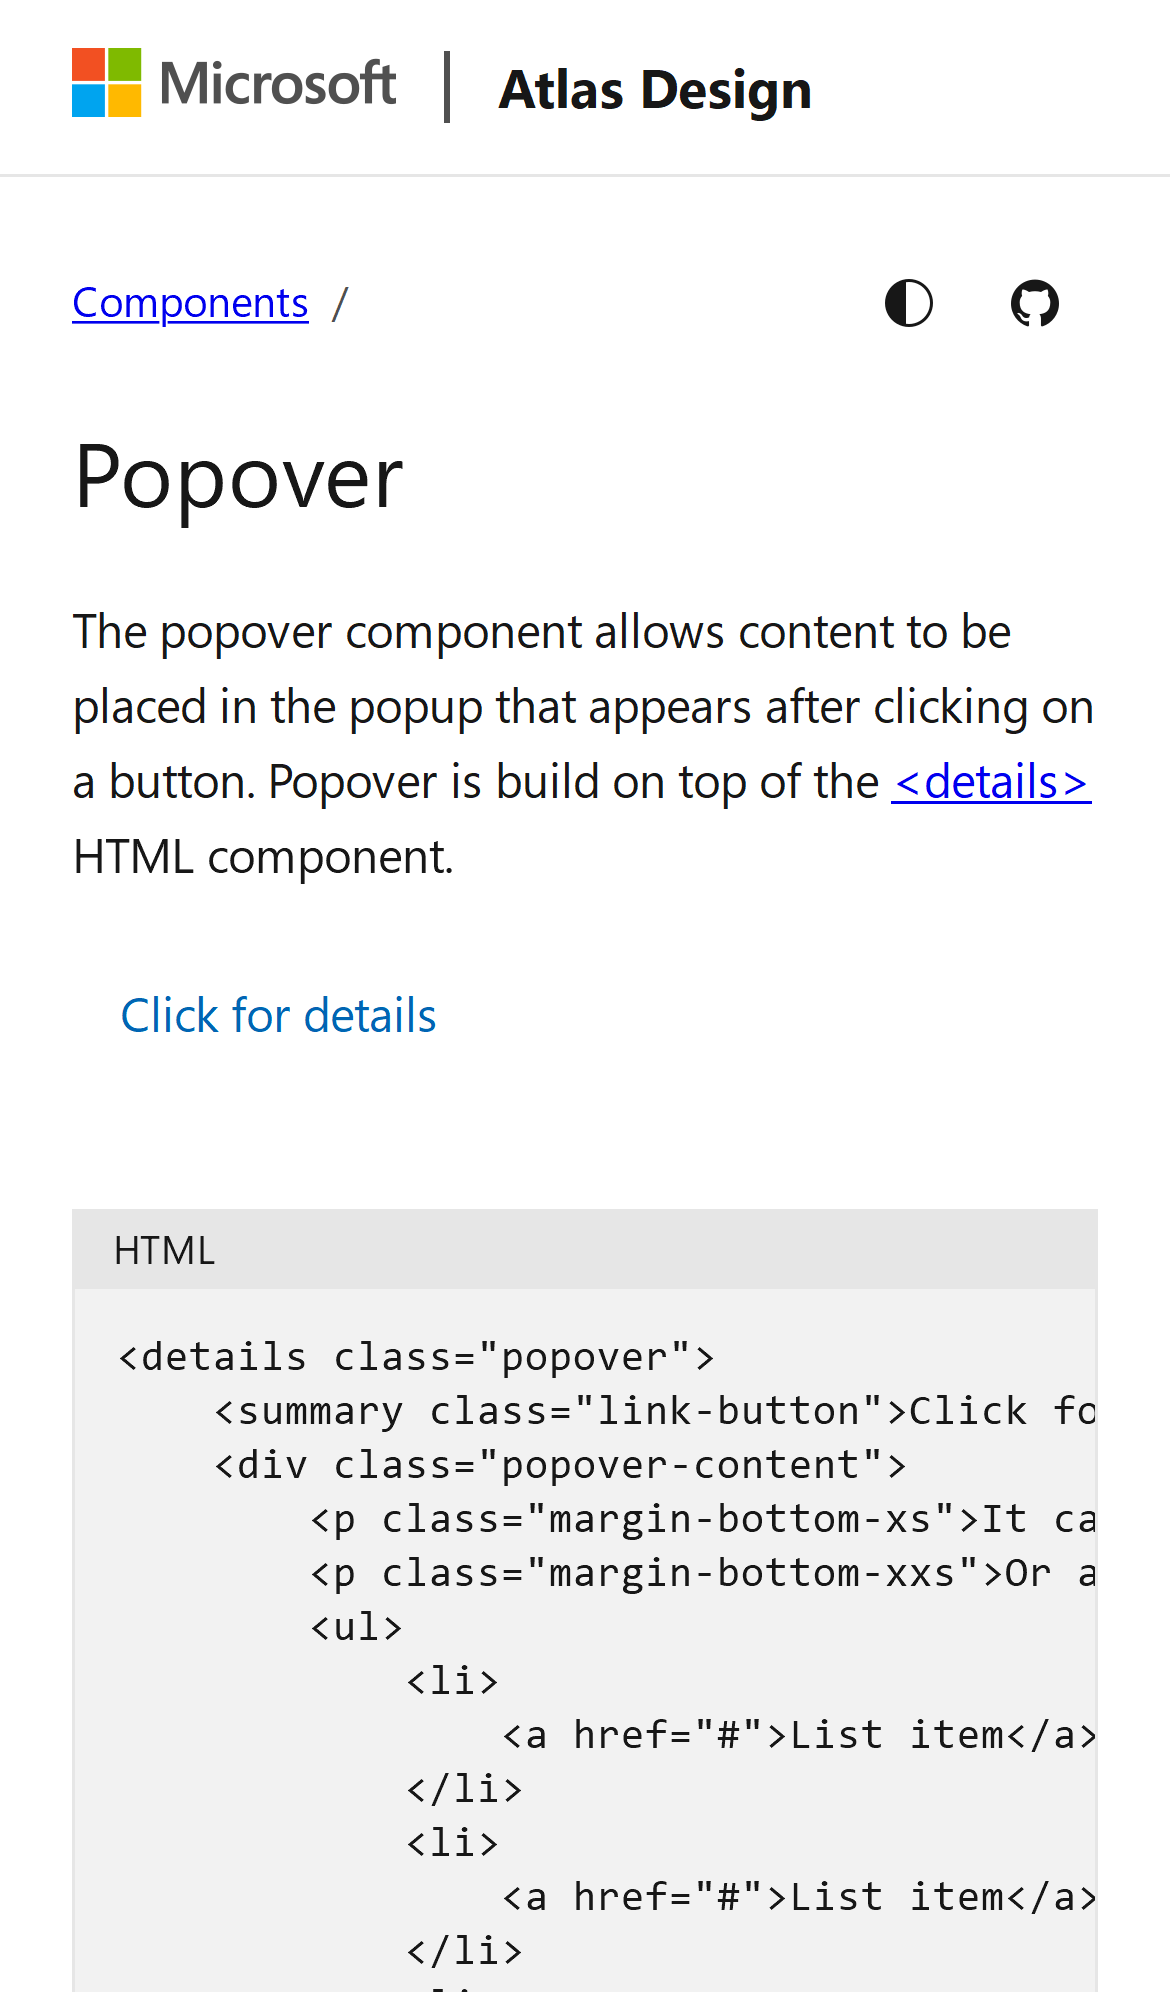 Microsoft | Atlas Design
Components /
Popover
The popover component allows content to be
placed in the popup that appears after clicking on
a button. Popover is build on top of the <details>
HTML component.
Click for details
HTML
<details class="popover">
<summary class="link-button">Click fo
<div class="popover-content">
<p class="margin-bottom-xs">It ca
<p class="margin-bottom-xxs">Or a
<ul>
<li>
<a href="#">List item</a>
</li>
<li>
<a href="#">List item</a>
</li>